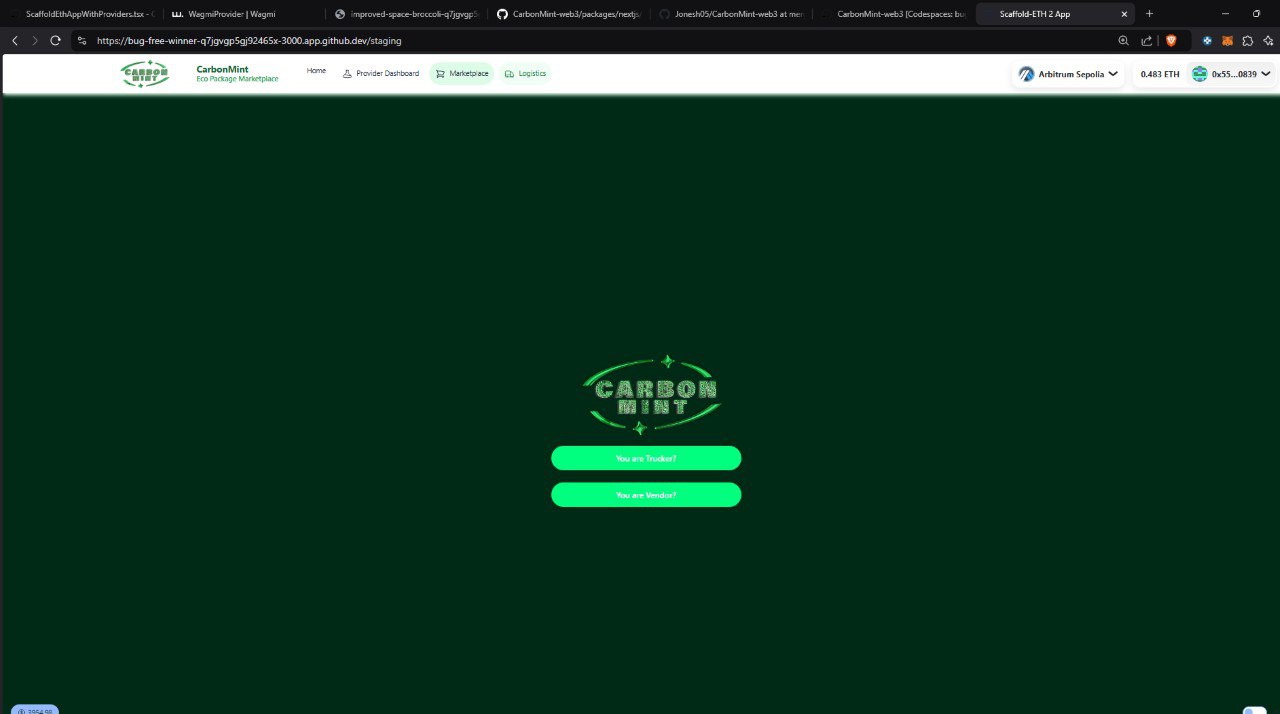 ScaffoldEthAppWithProviders.tsx - C
WagmiProvider | Wagmi
improved-space-broccoli-q7jgvgp5
CarbonMint-web3/packages/nextjs/
Jonesh05/CarbonMint-web3 at mer
CarbonMint-web3 [Codespaces: bug
Scaffold-ETH 2 App
https://bug-free-winner-q7jgvgp5gj92465x-3000.app.github.dev/staging
CARBON
MINT
CarbonMint
Eco Package Marketplace
Home
Provider Dashboard
Marketplace
Logistics
Arbitrum Sepolia
0.483 ETH
0x55...0839
CARBON
MINT
You are Trucker?
You are Vendor?